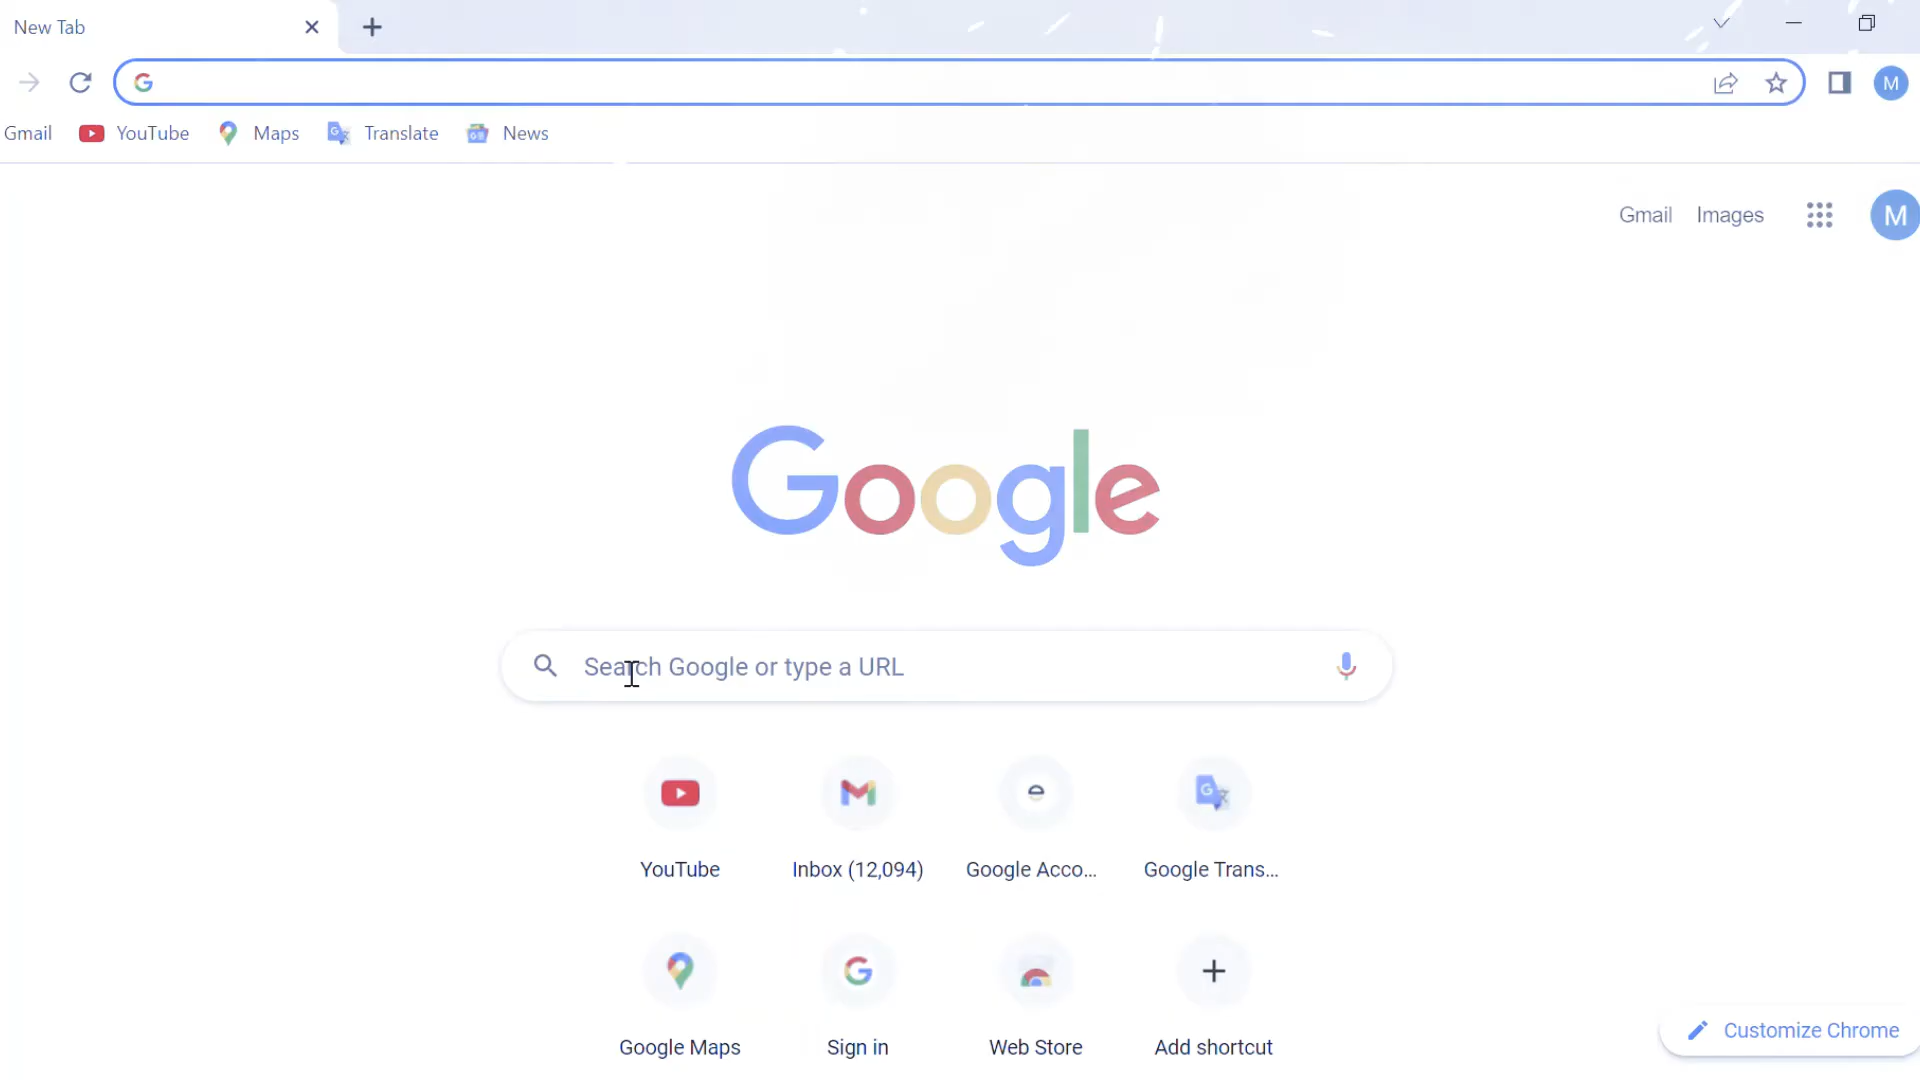 New Tab
Gmail YouTube Maps Translate News
Gmail Images M
M
Google
Search Google or type a URL
YouTube Inbox (12,094) Google Acco... Google Trans...
Google Maps Sign in Web Store Add shortcut
Customize Chrome